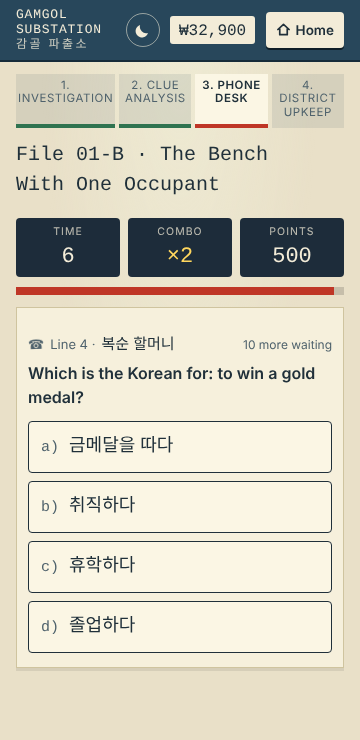 GAMGOL
SUBSTATION
감골 파출소
₩32,900
Home
1. INVESTIGATION
2. CLUE ANALYSIS
3. PHONE DESK
4. DISTRICT UPKEEP
File 01-B · The Bench
With One Occupant
TIME
6
COMBO
×2
POINTS
500
☎ Line 4 · 복순 할머니
10 more waiting
Which is the Korean for: to win a gold
medal?
a) 금메달을 따다
b) 취직하다
c) 휴학하다
d) 졸업하다